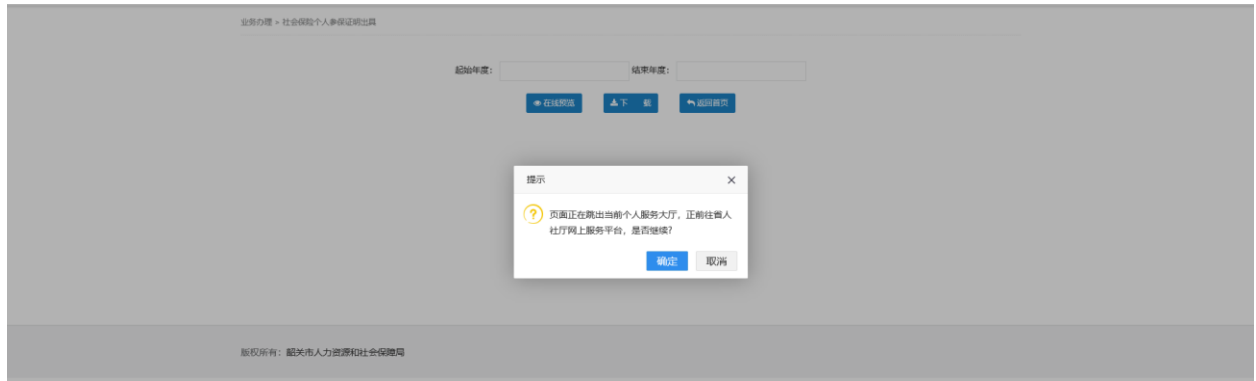 业务办理 » 社会保险个人参保证明出具
起始年度： 结束年度：
在线预览 下 载 返回首页
提示
页面正在跳出当前个人服务大厅，正前往省人
社厅网上服务平台，是否继续？
确定 取消
版权所有：韶关市人力资源和社会保障局